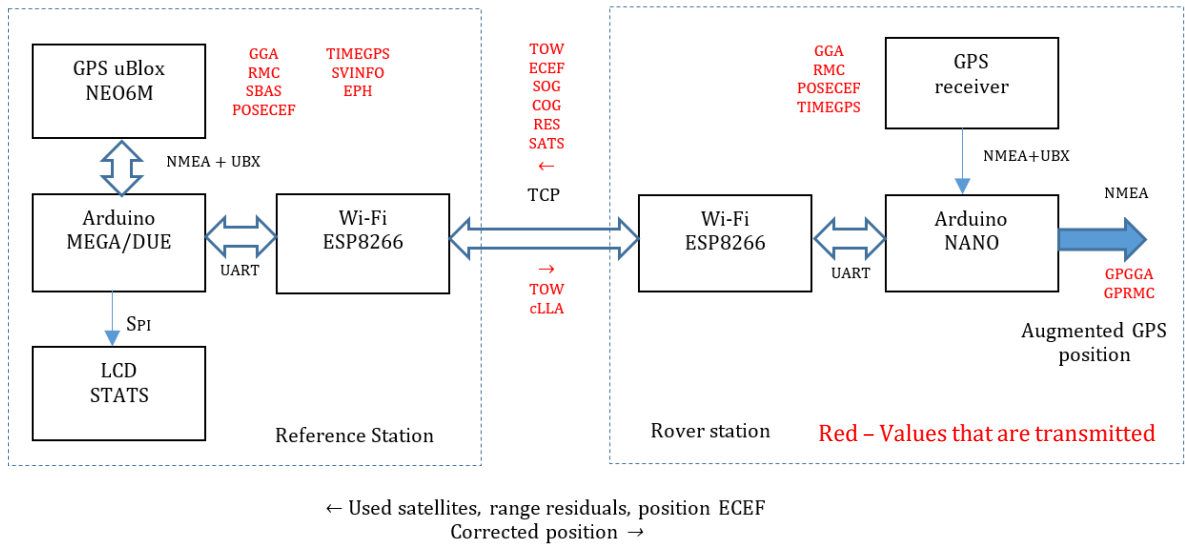 GPS uBlox
NEO6M
GGA
RMC
SBAS
POSECEF
TIMEGPS
SVINFO
EPH
NMEA + UBX
Arduino
MEGA/DUE
UART
Wi-Fi
ESP8266
SPI
LCD
STATS
Reference Station
TOW
ECEF
SOG
COG
RES
SATS
←
TCP
→
TOW
cLLA
GGA
RMC
POSECEF
TIMEGPS
GPS
receiver
NMEA+UBX
Wi-Fi
ESP8266
UART
Arduino
NANO
NMEA
GPGGA
GPRMC
Augmented GPS
position
Rover station
Red – Values that are transmitted
← Used satellites, range residuals, position ECEF
Corrected position →